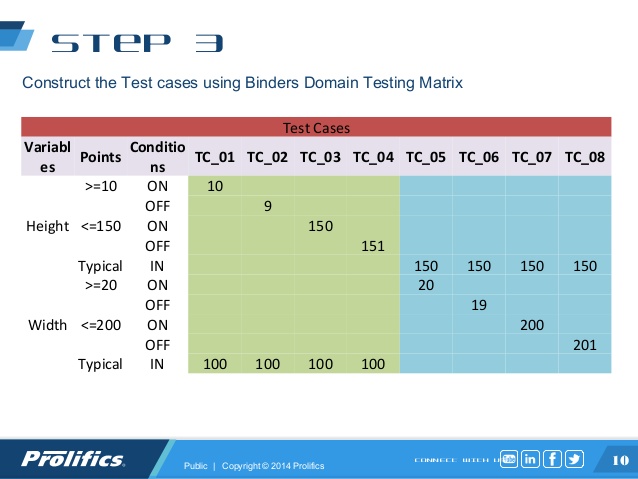 STEP 3
Construct the Test cases using Binders Domain Testing Matrix
Test Cases
Variables Points Conditions TC_01 TC_02 TC_03 TC_04 TC_05 TC_06 TC_07 TC_08
>=10 ON 10
OFF 9
Height <=150 ON 150
OFF 151
Typical IN 150 150 150 150
>=20 ON 20
OFF 19
Width <=200 ON 200
OFF 201
Typical IN 100 100 100 100
Prolifics
Public | Copyright © 2014 Prolifics
CONNECT WITH
You Tube in f
10